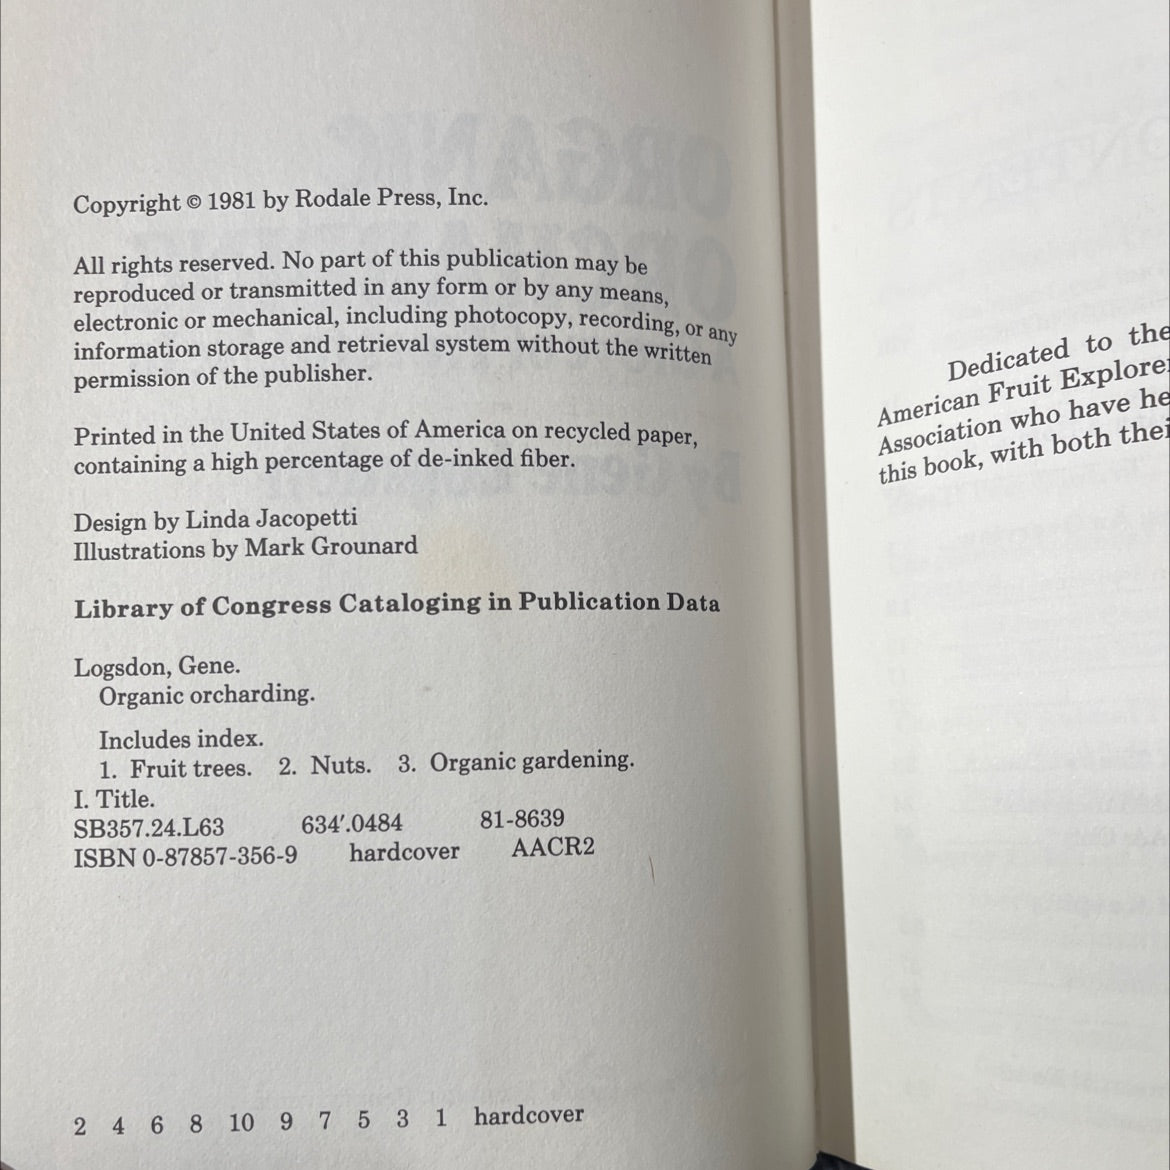 Copyright © 1981 by Rodale Press, Inc.
All rights reserved. No part of this publication may be
reproduced or transmitted in any form or by any means,
electronic or mechanical, including photocopy, recording, or any
information storage and retrieval system without the written
permission of the publisher.
Printed in the United States of America on recycled paper,
containing a high percentage of de-inked fiber.
Design by Linda Jacopetti
Illustrations by Mark Grounard
Library of Congress Cataloging in Publication Data
Logsdon, Gene.
Organic orcharding.
Includes index.
1. Fruit trees. 2. Nuts. 3. Organic gardening.
I. Title.
SB357.24.L63 634′.0484 81-8639
ISBN 0-87857-356-9 hardcover AACR2
2 4 6 8 10 9 7 5 3 1 hardcover
Dedicated to the
American Fruit
Association who have
this book, with both